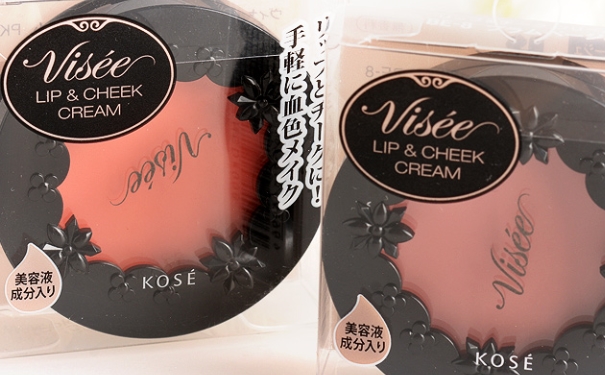 Visée
LIP & CHEEK
CREAM
Visée
KOSÉ
美容液
成分入り
リップとチークに!
手軽に血色メイク
Visée
LIP & CHEEK
CREAM
Visée
美容液
成分入り
KOSÉ